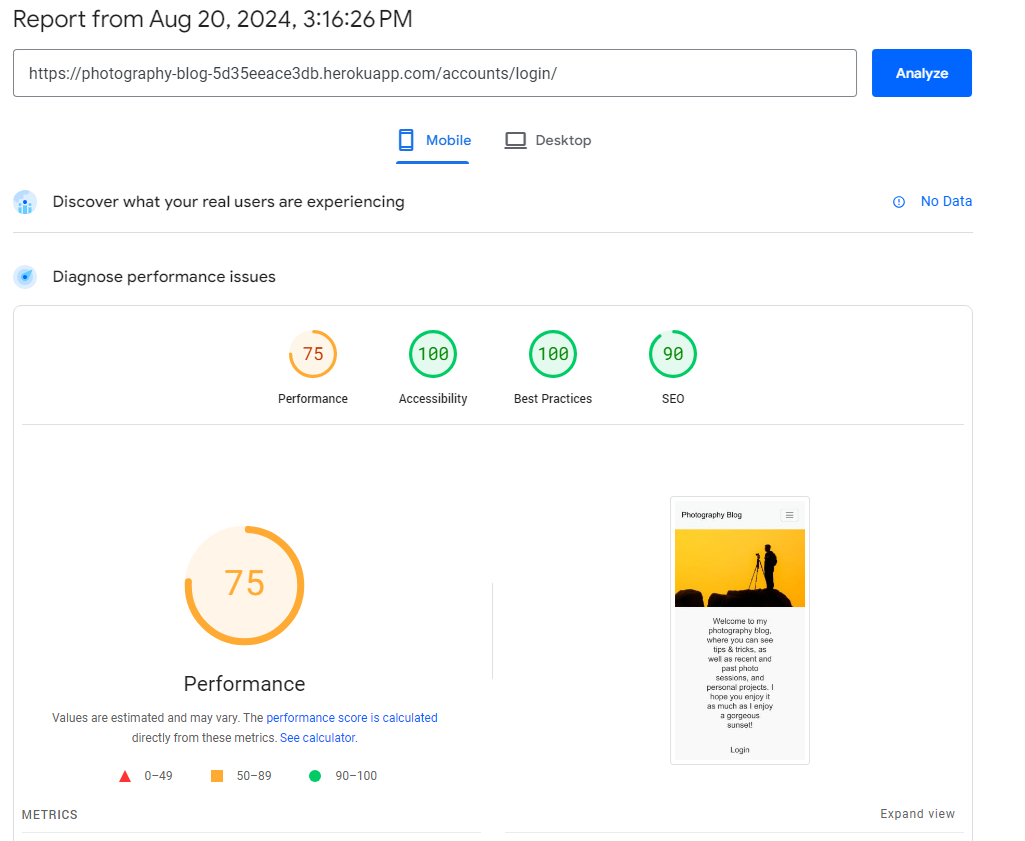 Report from Aug 20, 2024, 3:16:26 PM
https://photography-blog-5d35eeace3db.herokuapp.com/accounts/login/
Analyze
Mobile
Desktop
Discover what your real users are experiencing
No Data
Diagnose performance issues
75
100
100
90
Performance
Accessibility
Best Practices
SEO
75
Performance
Values are estimated and may vary. The performance score is calculated
directly from these metrics. See calculator.
0–49
50–89
90–100
Photography Blog
Welcome to my
photography blog,
where you can see
tips & tricks, as
well as recent and
past photo
sessions, and
personal projects. I
hope you enjoy it
as much as I enjoy
a gorgeous
sunset!
Login
METRICS
Expand view